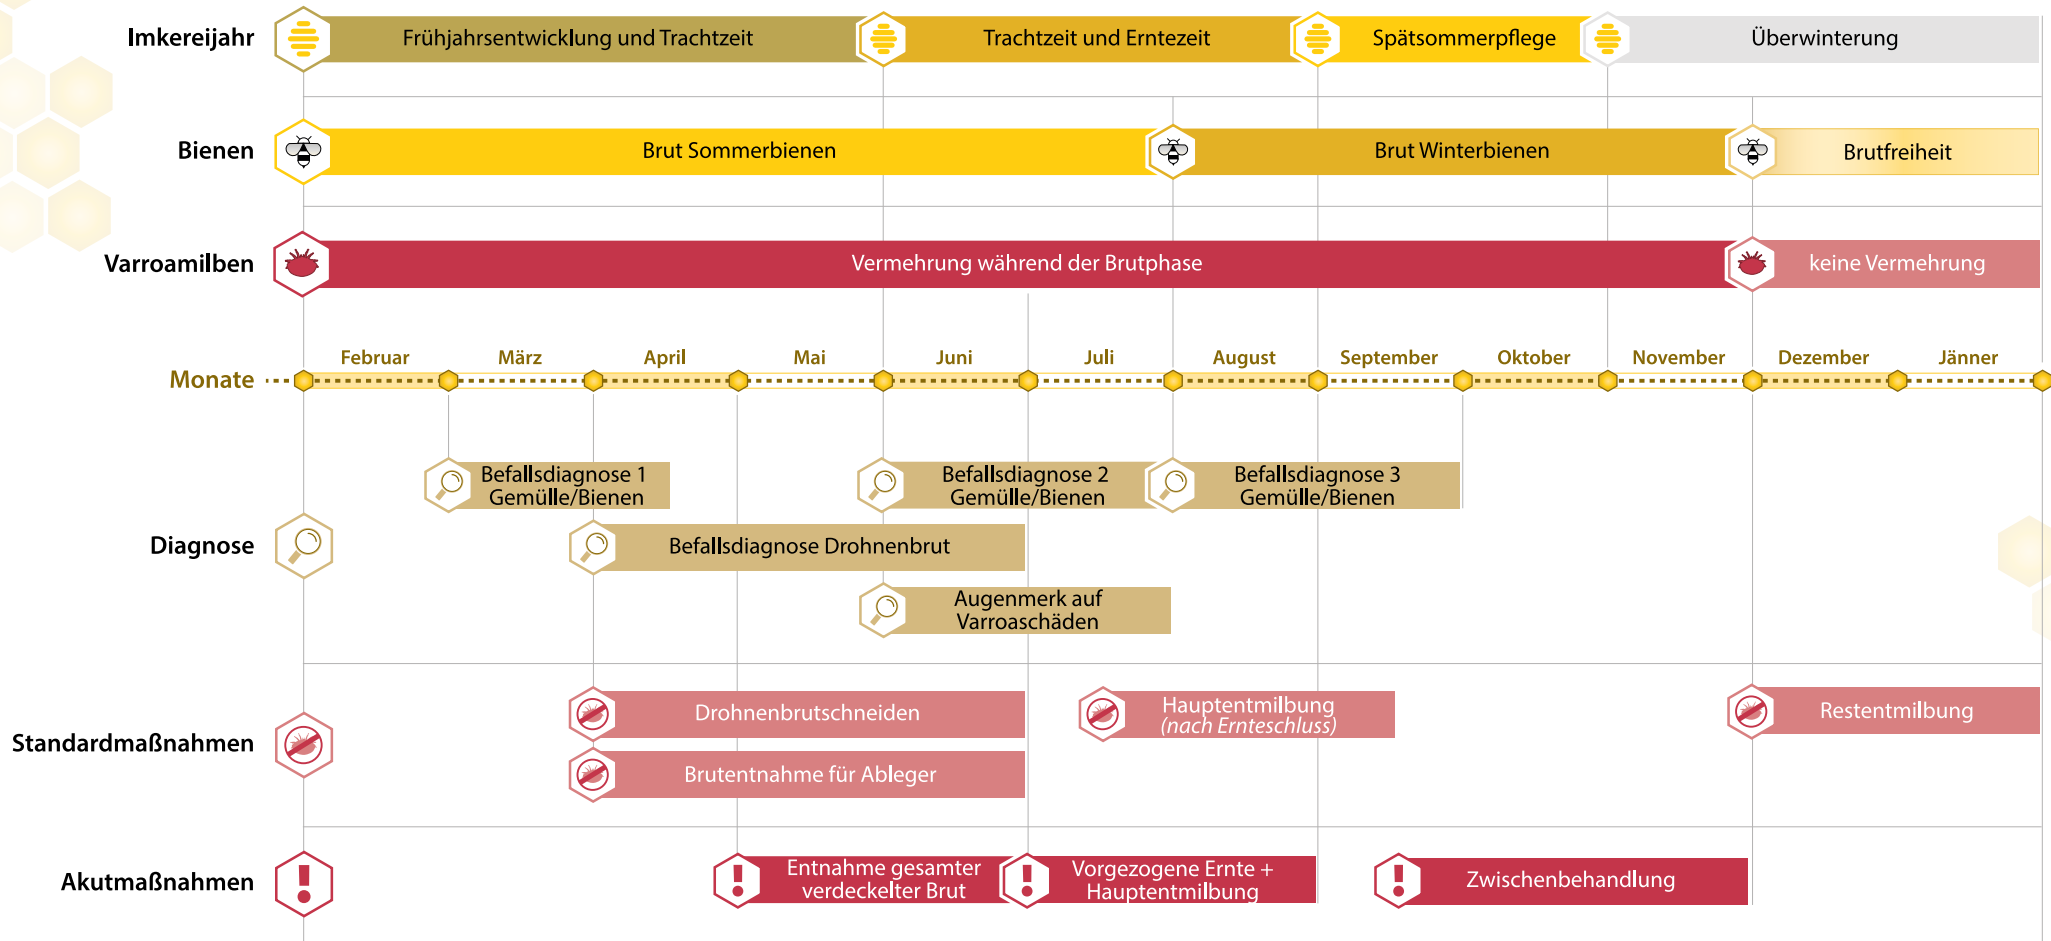 Imkereijahr
Frühjahrsentwicklung und Trachtzeit
Trachtzeit und Erntezeit
Spätsommerpflege
Überwinterung
Bienen
Brut Sommerbienen
Brut Winterbienen
Brutfreiheit
Varroamilben
Vermehrung während der Brutphase
keine Vermehrung
Monate
Februar
März
April
Mai
Juni
Juli
August
September
Oktober
November
Dezember
Jänner
Diagnose
Befallsdiagnose 1
Gemülle/Bienen
Befallsdiagnose 2
Gemülle/Bienen
Befallsdiagnose 3
Gemülle/Bienen
Befallsdiagnose Drohnenbrut
Augenmerk auf
Varroaschäden
Standardmaßnahmen
Drohnenbrutschneiden
Hauptentmilbung
(nach Ernteschluss)
Restentmilbung
Brutentnahme für Ableger
Akutmaßnahmen
Entnahme gesamter
verdeckelter Brut
Vorgezogene Ernte +
Hauptentmilbung
Zwischenbehandlung